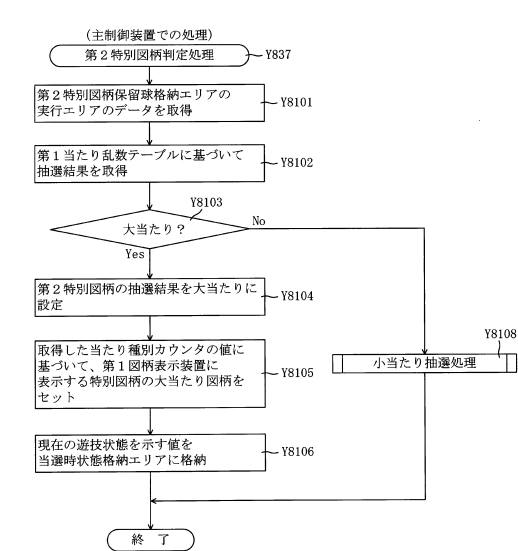 (主制御装置での処理)
第2特別図柄判定処理
Y837
第2特別図柄保留球格納エリアの
実行エリアのデータを取得
Y8101
第1当たり乱数テーブルに基づいて
抽選結果を取得
Y8102
Y8103
大当たり?
No
Yes
第2特別図柄の抽選結果を大当たりに
設定
Y8104
Y8108
小当たり抽選処理
取得した当たり種別カウンタの値に
基づいて、第1図柄表示装置に
表示する特別図柄の大当たり図柄を
セット
Y8105
現在の遊技状態を示す値を
当選時状態格納エリアに格納
Y8106
終 了